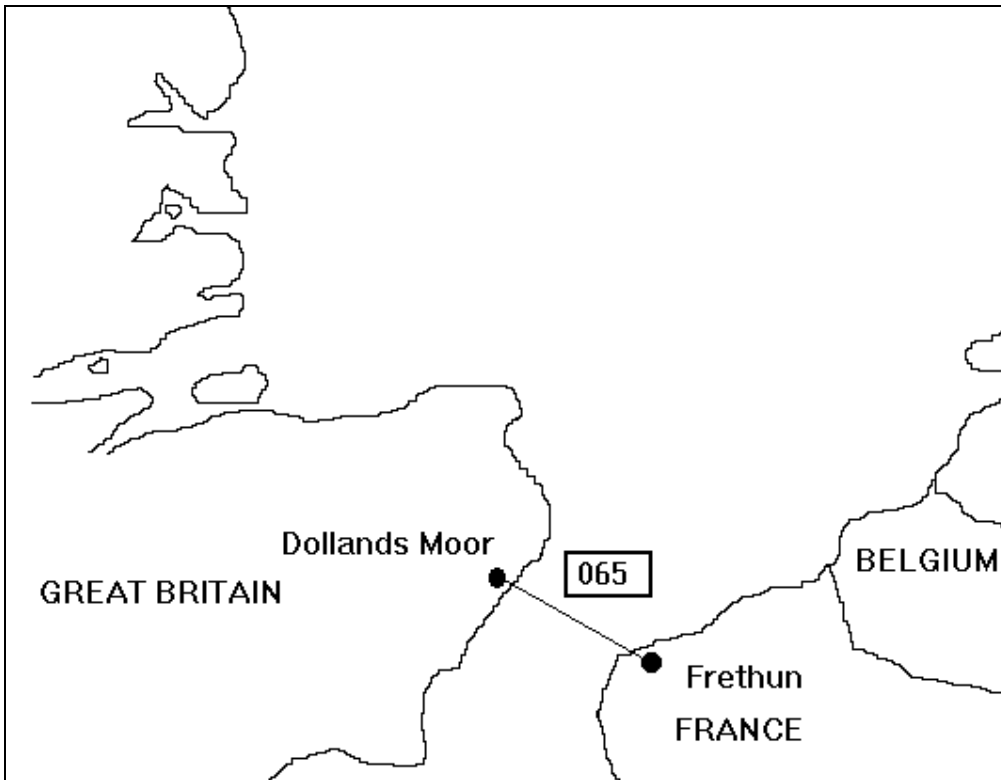 Dollands Moor
065
BELGIUM
GREAT BRITAIN
Frethun
FRANCE